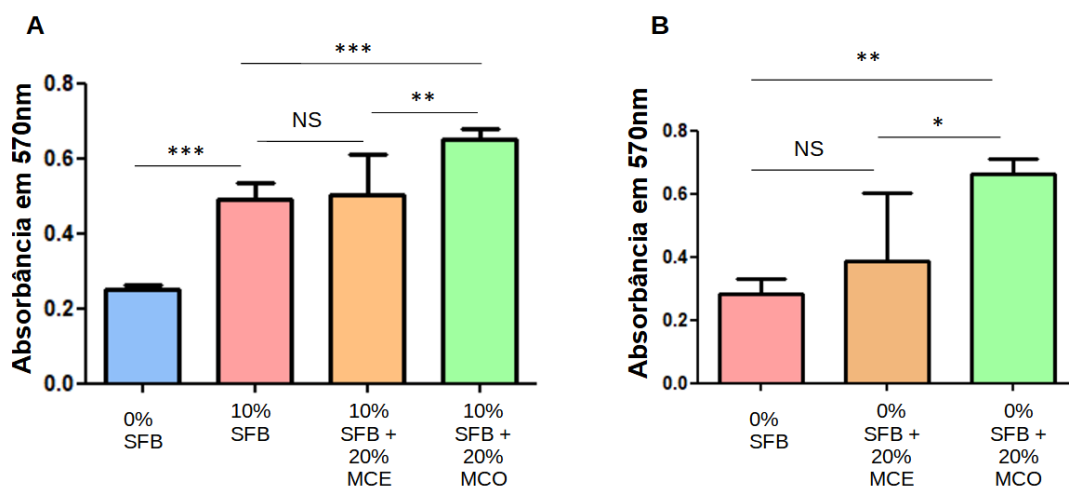 A
***
***
NS
**
Absorbância em 570nm
0.8
0.6
0.4
0.2
0.0
0%
SFB
10%
SFB
10%
SFB +
20%
MCE
10%
SFB +
20%
MCO
B
**
NS
*
Absorbância em 570nm
0.8
0.6
0.4
0.2
0.0
0%
SFB
0%
SFB +
20%
MCE
0%
SFB +
20%
MCO